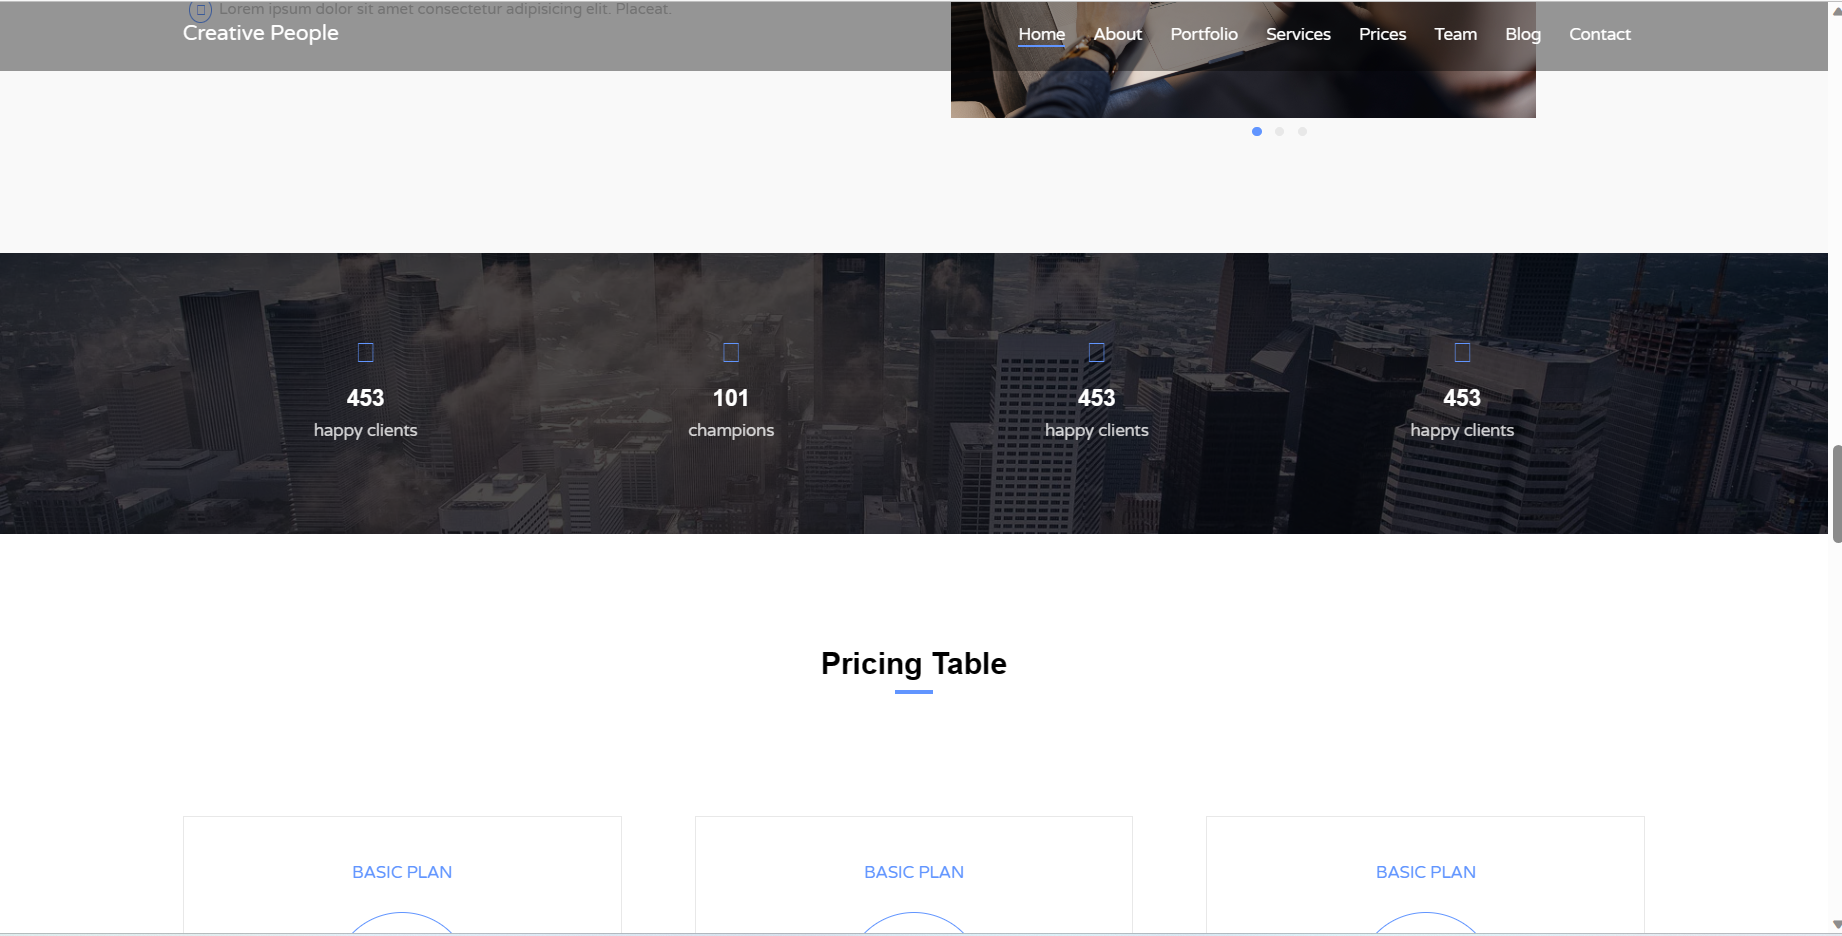 Lorem ipsum dolor sit amet consectetur adipisicing elit. Placeat.
Creative People Home About Portfolio Services Prices Team Blog Contact
453 101 453 453
happy clients champions happy clients happy clients
Pricing Table
BASIC PLAN BASIC PLAN BASIC PLAN